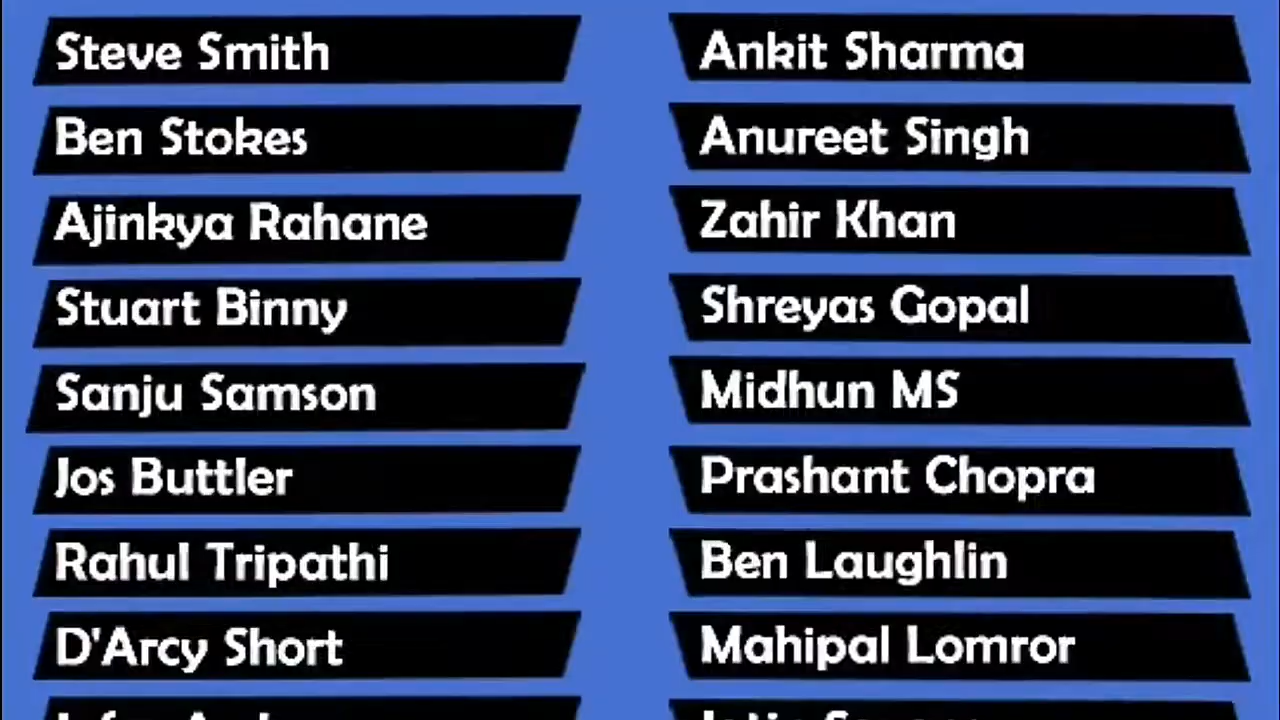 Steve Smith
Ben Stokes
Ajinkya Rahane
Stuart Binny
Sanju Samson
Jos Buttler
Rahul Tripathi
D'Arcy Short
Ankit Sharma
Anureet Singh
Zahir Khan
Shreyas Gopal
Midhun MS
Prashant Chopra
Ben Laughlin
Mahipal Lomror